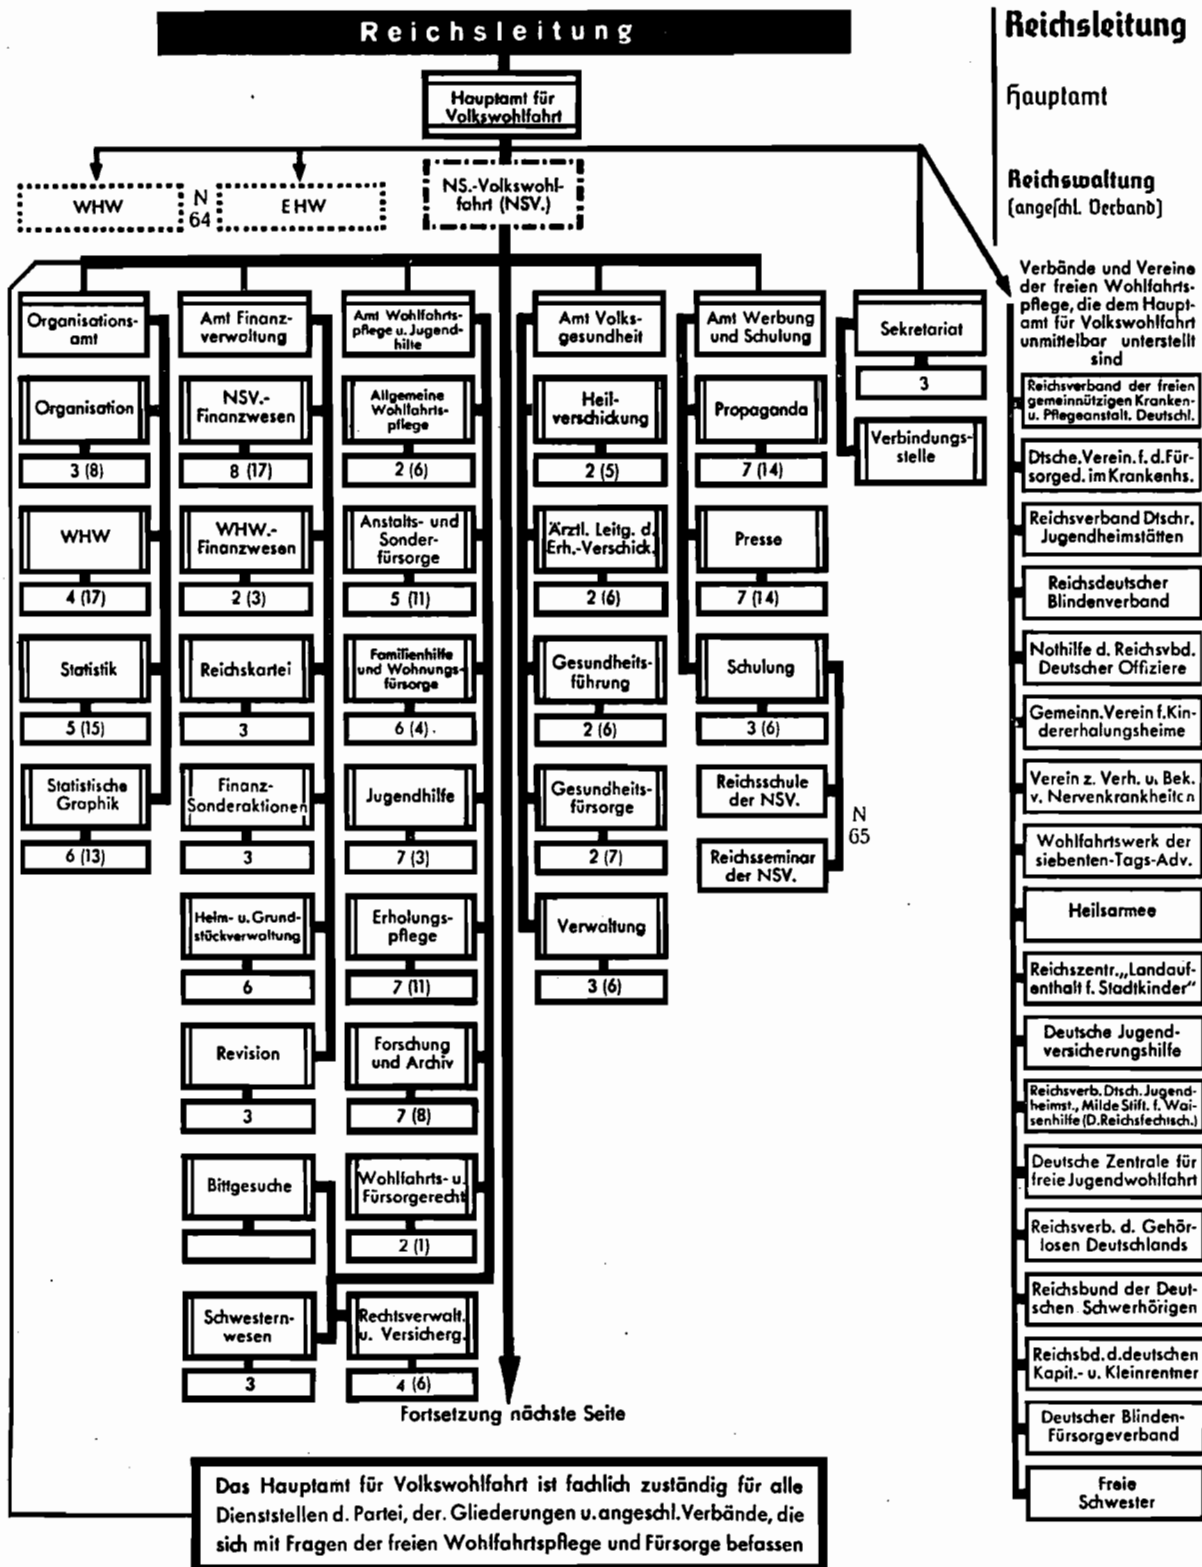 Reichsleitung
Hauptamt für
Volkswohlfahrt
WHW
N
64
EHW
NS.-Volkswohl-
fahrt (NSV.)
Reichsleitung
Hauptamt
Reichswaltung
(angeschl. Verband)
Organisations-
amt
Organisation
3 (8)
WHW
4 (17)
Statistik
5 (15)
Statistische
Graphik
6 (13)
Amt Finanz-
verwaltung
NSV.-
Finanzwesen
8 (17)
WHW.-
Finanzwesen
2 (3)
Reichskartei
3
Finanz-
Sonderaktionen
3
Heim- u. Grund-
stückverwaltung
6
Revision
3
Bittgesuche
Schwestern-
wesen
3
Amt Wohlfahrts-
pflege u. Jugend-
hilfe
Allgemeine
Wohlfahrts-
pflege
2 (6)
Anstalts- und
Sonder-
fürsorge
5 (11)
Familienhilfe
und Wohnungs-
fürsorge
6 (4).
Jugendhilfe
7 (3)
Erholungs-
pflege
7 (11)
Forschung
und Archiv
7 (8)
Wohlfahrts- u.
Fürsorgerecht
2 (1)
Rechtsverwalt.
u. Versicherg.
4 (6)
Amt Volks-
gesundheit
Heil-
verschickung
2 (5)
Ärztl. Leitg. d.
Erh.-Verschick.
2 (6)
Gesundheits-
führung
2 (6)
Gesundheits-
fürsorge
2 (7)
Verwaltung
3 (6)
Amt Werbung
und Schulung
Propaganda
7 (14)
Presse
7 (14)
Schulung
3 (6)
Reichsschule
der NSV.
Reichsseminar
der NSV.
N
65
Sekretariat
3
Verbindungs-
stelle
Verbände und Vereine
der freien Wohlfahrts-
pflege, die dem Haupt-
amt für Volkswohlfahrt
unmittelbar unterstellt
sind
Reichsverband der freien
gemeinnützigen Kranken-
u. Pflegeanstalt. Deutschl.
Dtsche.Verein. f. d. Für-
sorged. im Krankenhs.
Reichsverband Dtschr.
Jugendheimstätten
Reichsdeutscher
Blindenverband
Nothilfe d. Reichsvbd.
Deutscher Offiziere
Gemeinn. Verein f. Kin-
dererhalungsheime
Verein z. Verh. u. Bek.
v. Nervenkrankheiten
Wohlfahrtswerk der
siebenten-Tags-Adv.
Heilsarmee
Reichszentr. „Landauf-
enthalt f. Stadtkinder"
Deutsche Jugend-
versicherungshilfe
Reichsverb. Dtsch. Jugend-
heimst., Milde Stift. f. Wai-
senhilfe (D.Reichsfechtsch.)
Deutsche Zentrale für
freie Jugendwohlfahrt
Reichsverb. d. Gehör-
losen Deutschlands
Reichsbund der Deut-
schen Schwerhörigen
Reichsbd. d. deutschen
Kapit.- u. Kleinrentner
Deutscher Blinden-
Fürsorgeverband
Freie
Schwester
Fortsetzung nächste Seite
Das Hauptamt für Volkswohlfahrt ist fachlich zuständig für alle
Dienststellen d. Partei, der. Gliederungen u. angeschl. Verbände, die
sich mit Fragen der freien Wohlfahrtspflege und Fürsorge befassen